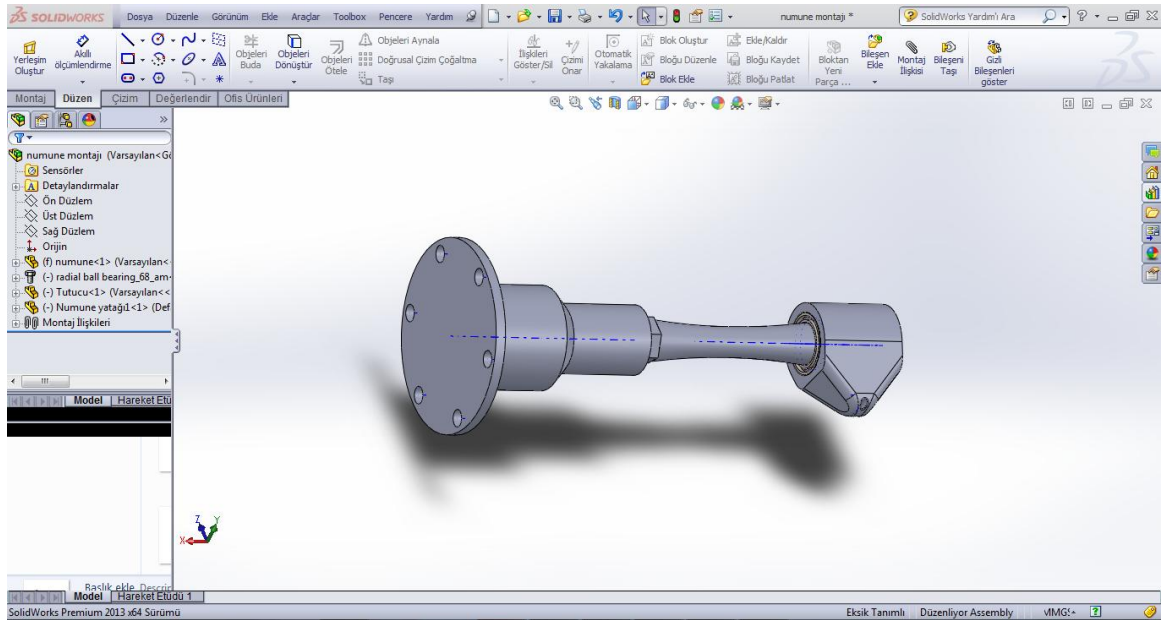 SOLIDWORKS Dosya Düzenle Görünüm Ekle Araçlar Toolbox Pencere Yardım numune montajı * SolidWorks Yardım'ı Ara
Yerleşim Oluştur
Akıllı ölçümlendirme
Objeleri Buda
Objeleri Dönüştür
Objeleri Ötele
Objeleri Aynala
Doğrusal Çizim Çoğaltma
Taşı
İlişkileri Göster/Sil
Çizimi Onar
Otomatik Yakalama
Blok Oluştur
Bloğu Düzenle
Blok Ekle
Ekle/Kaldır
Bloğu Kaydet
Bloğu Patlat
Bloktan Yeni Parça ...
Bileşen Ekle
Montaj İlişkisi
Bileşeni Taşı
Gizli Bileşenleri göster
Montaj Düzen Çizim Değerlendir Ofis Ürünleri
numune montajı (Varsayılan<Gö
Sensörler
Detaylandırmalar
Ön Düzlem
Üst Düzlem
Sağ Düzlem
Orijin
(f) numune<1> (Varsayılan<
(-) radial ball bearing_68_am
(-) Tutucu<1> (Varsayılan<<
(-) Numune yatağı1<1> (Def
Montaj İlişkileri
Model Hareket Etü
Z Y
X
Başlık ekle Descrip
Model Hareket Etüdü 1
SolidWorks Premium 2013 x64 Sürümü Eksik Tanımlı Düzenliyor Assembly